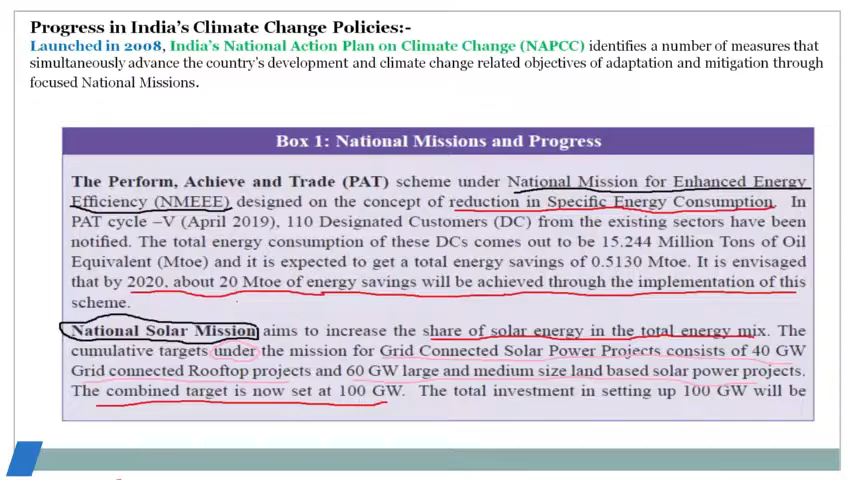 Progress in India's Climate Change Policies:-
Launched in 2008, India's National Action Plan on Climate Change (NAPCC) identifies a number of measures that
simultaneously advance the country's development and climate change related objectives of adaptation and mitigation through
focused National Missions.
Box 1: National Missions and Progress
The Perform, Achieve and Trade (PAT) scheme under National Mission for Enhanced Energy
Efficiency (NMEEE) designed on the concept of reduction in Specific Energy Consumption. In
PAT cycle –V (April 2019), 110 Designated Customers (DC) from the existing sectors have been
notified. The total energy consumption of these DCs comes out to be 15.244 Million Tons of Oil
Equivalent (Mtoe) and it is expected to get a total energy savings of 0.5130 Mtoe. It is envisaged
that by 2020, about 20 Mtoe of energy savings will be achieved through the implementation of this
scheme.
National Solar Mission aims to increase the share of solar energy in the total energy mix. The
cumulative targets under the mission for Grid Connected Solar Power Projects consists of 40 GW
Grid connected Rooftop projects and 60 GW large and medium size land based solar power projects.
The combined target is now set at 100 GW. The total investment in setting up 100 GW will be